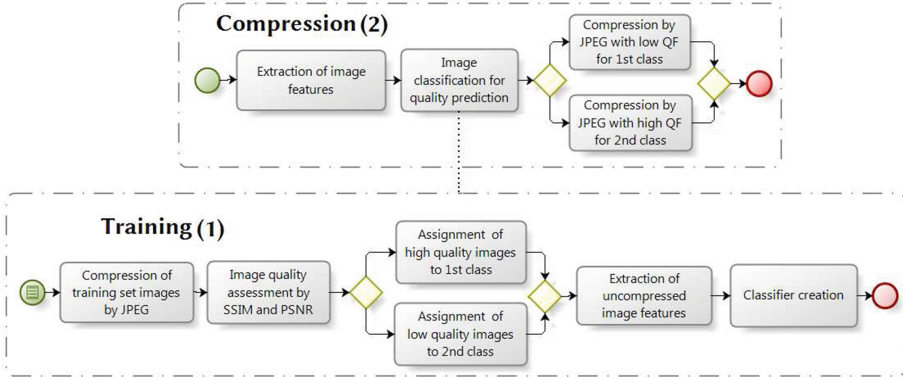 Compression (2)
Extraction of image
features
Image
classification for
quality prediction
Compression by
JPEG with low QF
for 1st class
Compression by
JPEG with high QF
for 2nd class
Training (1)
Compression of
training set images
by JPEG
Image quality
assessment by
SSIM and PSNR
Assignment of
high quality images
to 1st class
Assignment of
low quality images
to 2nd class
Extraction of
uncompressed
image features
Classifier creation